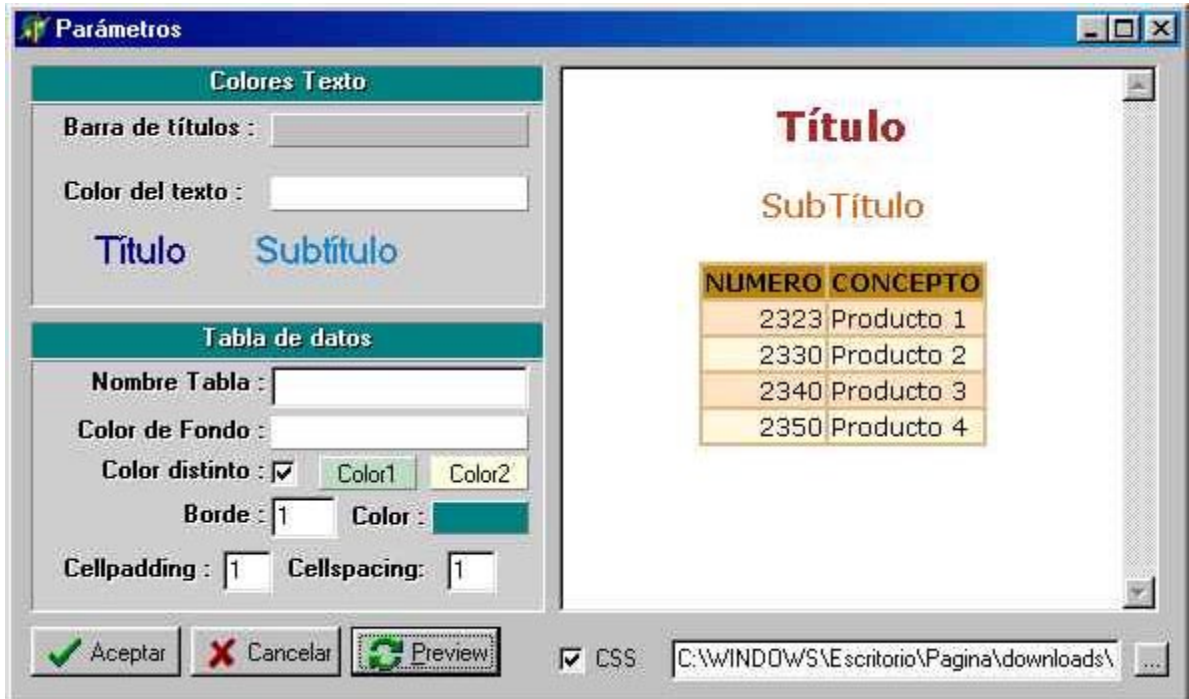 Parámetros
Colores Texto
Barra de títulos :
Color del texto :
Título Subtítulo
Tabla de datos
Nombre Tabla :
Color de Fondo :
Color distinto : Color1 Color2
Borde : 1 Color :
Cellpadding : 1 Cellspacing: 1
Aceptar Cancelar Preview
Título
SubTítulo
NUMERO CONCEPTO
2323 Producto 1
2330 Producto 2
2340 Producto 3
2350 Producto 4
CSS C:\WINDOWS\Escritorio\Pagina\downloads\ ...